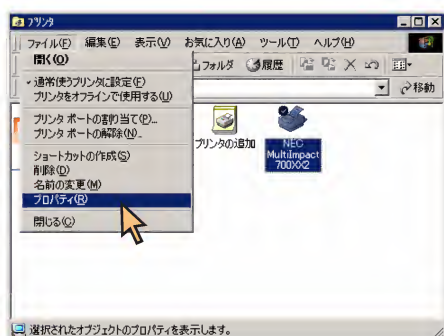 プリンタ
ファイル(F) 編集(E) 表示(V) お気に入り(A) ツール(T) ヘルプ(H)
開く(O)
通常使うプリンタに設定(F)
プリンタをオフラインで使用する(U)
プリンタ ポートの割り当て(P)...
プリンタ ポートの解除(N)...
ショートカットの作成(S)
削除(D)
名前の変更(M)
プロパティ(R)
閉じる(C)
フォルダ 履歴
移動
プリンタの追加
NEC
MultiImpact
700XX2
選択されたオブジェクトのプロパティを表示します。